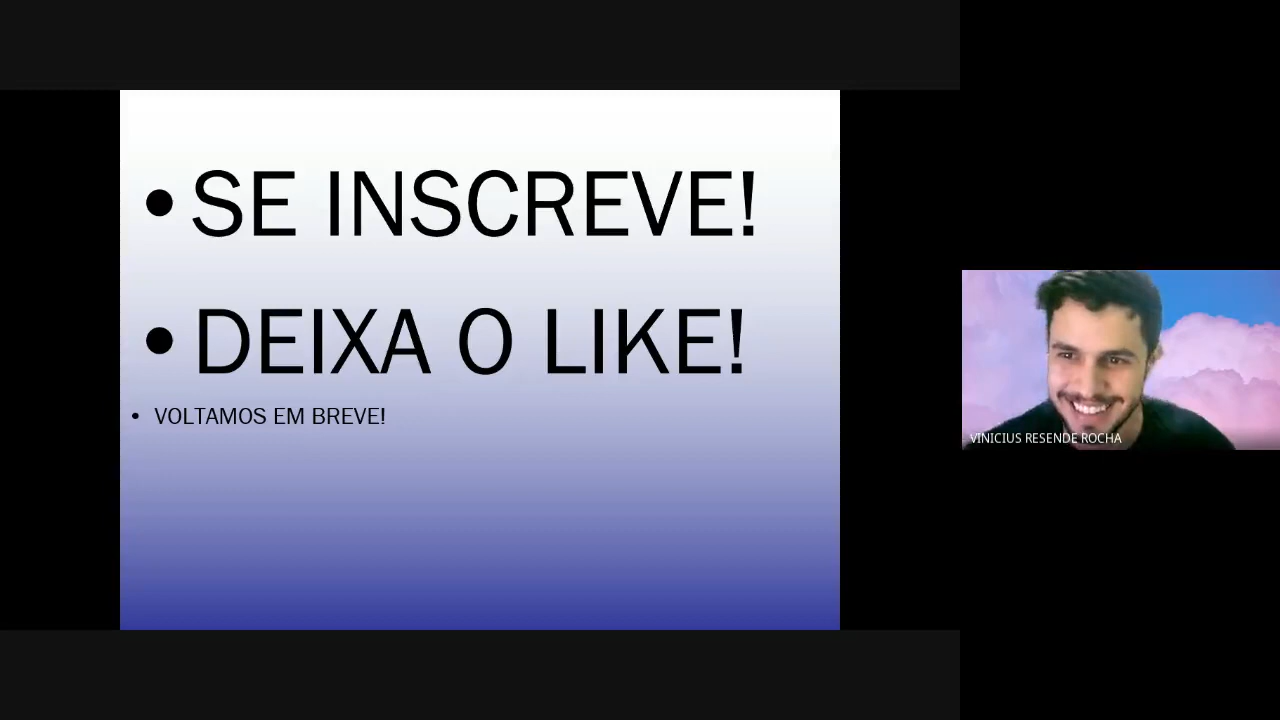 • SE INSCREVE!
• DEIXA O LIKE!
• VOLTAMOS EM BREVE!
VINICIUS RESENDE ROCHA